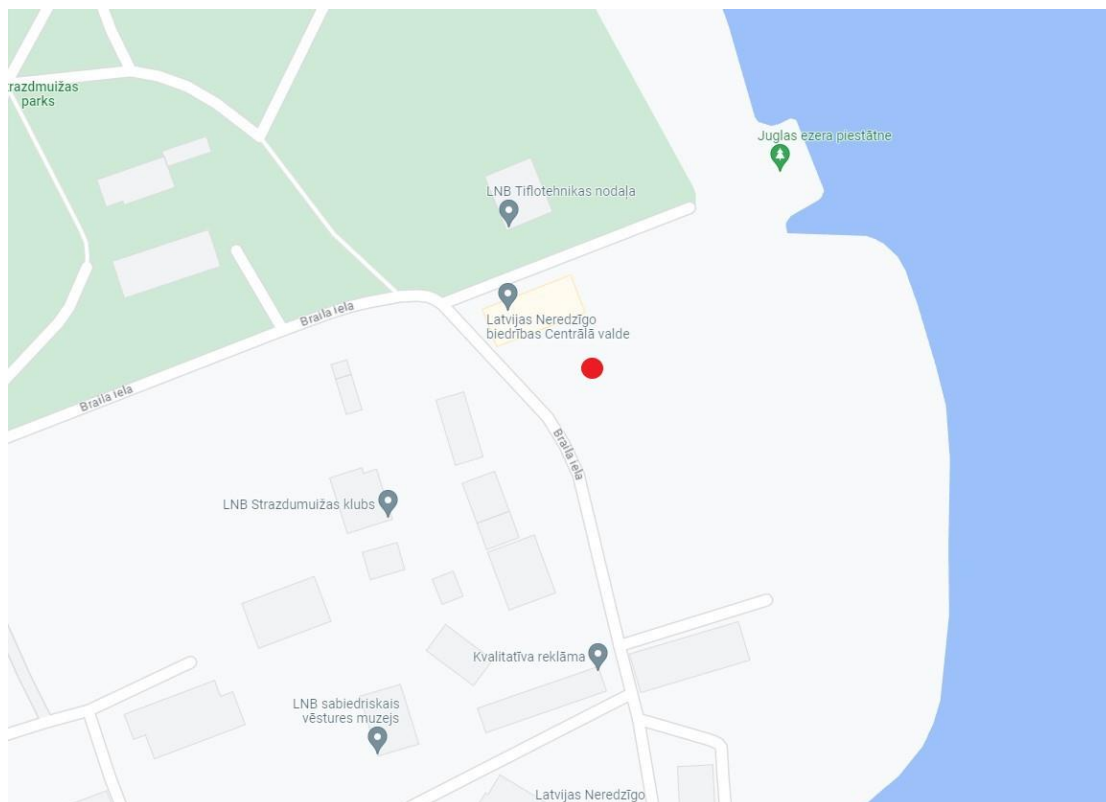 razdmuižas
parks
Juglas ezera piestātne
LNB Tiflotehnikas nodaļa
Latvijas Neredzīgo
biedrības Centrālā valde
Braila iela
Braila iela
Braila iela
LNB Strazdumuižas klubs
Kvalitatīva reklāma
LNB sabiedriskais
vēstures muzejs
Latvijas Neredzīgo